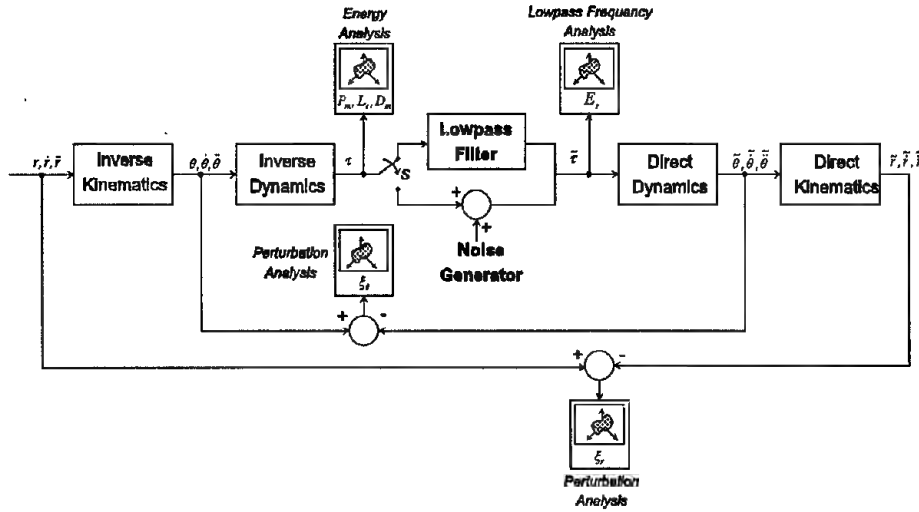 Energy
Analysis
Lowpass Frequancy
Analysis
P_m, L_t, D_m
E_τ
Lowpass
Filter
r, ṙ, r̈
Inverse
Kinematics
θ, θ̇, θ̈
Inverse
Dynamics
τ
S
τ̃
Direct
Dynamics
θ̃, θ̃̇, θ̃̈
Direct
Kinematics
r̃, r̃̇, r̃̈
+
+
Noise
Generator
Perturbation
Analysis
ξ_θ
+ -
+ -
ξ_r
Perturbation
Analysis